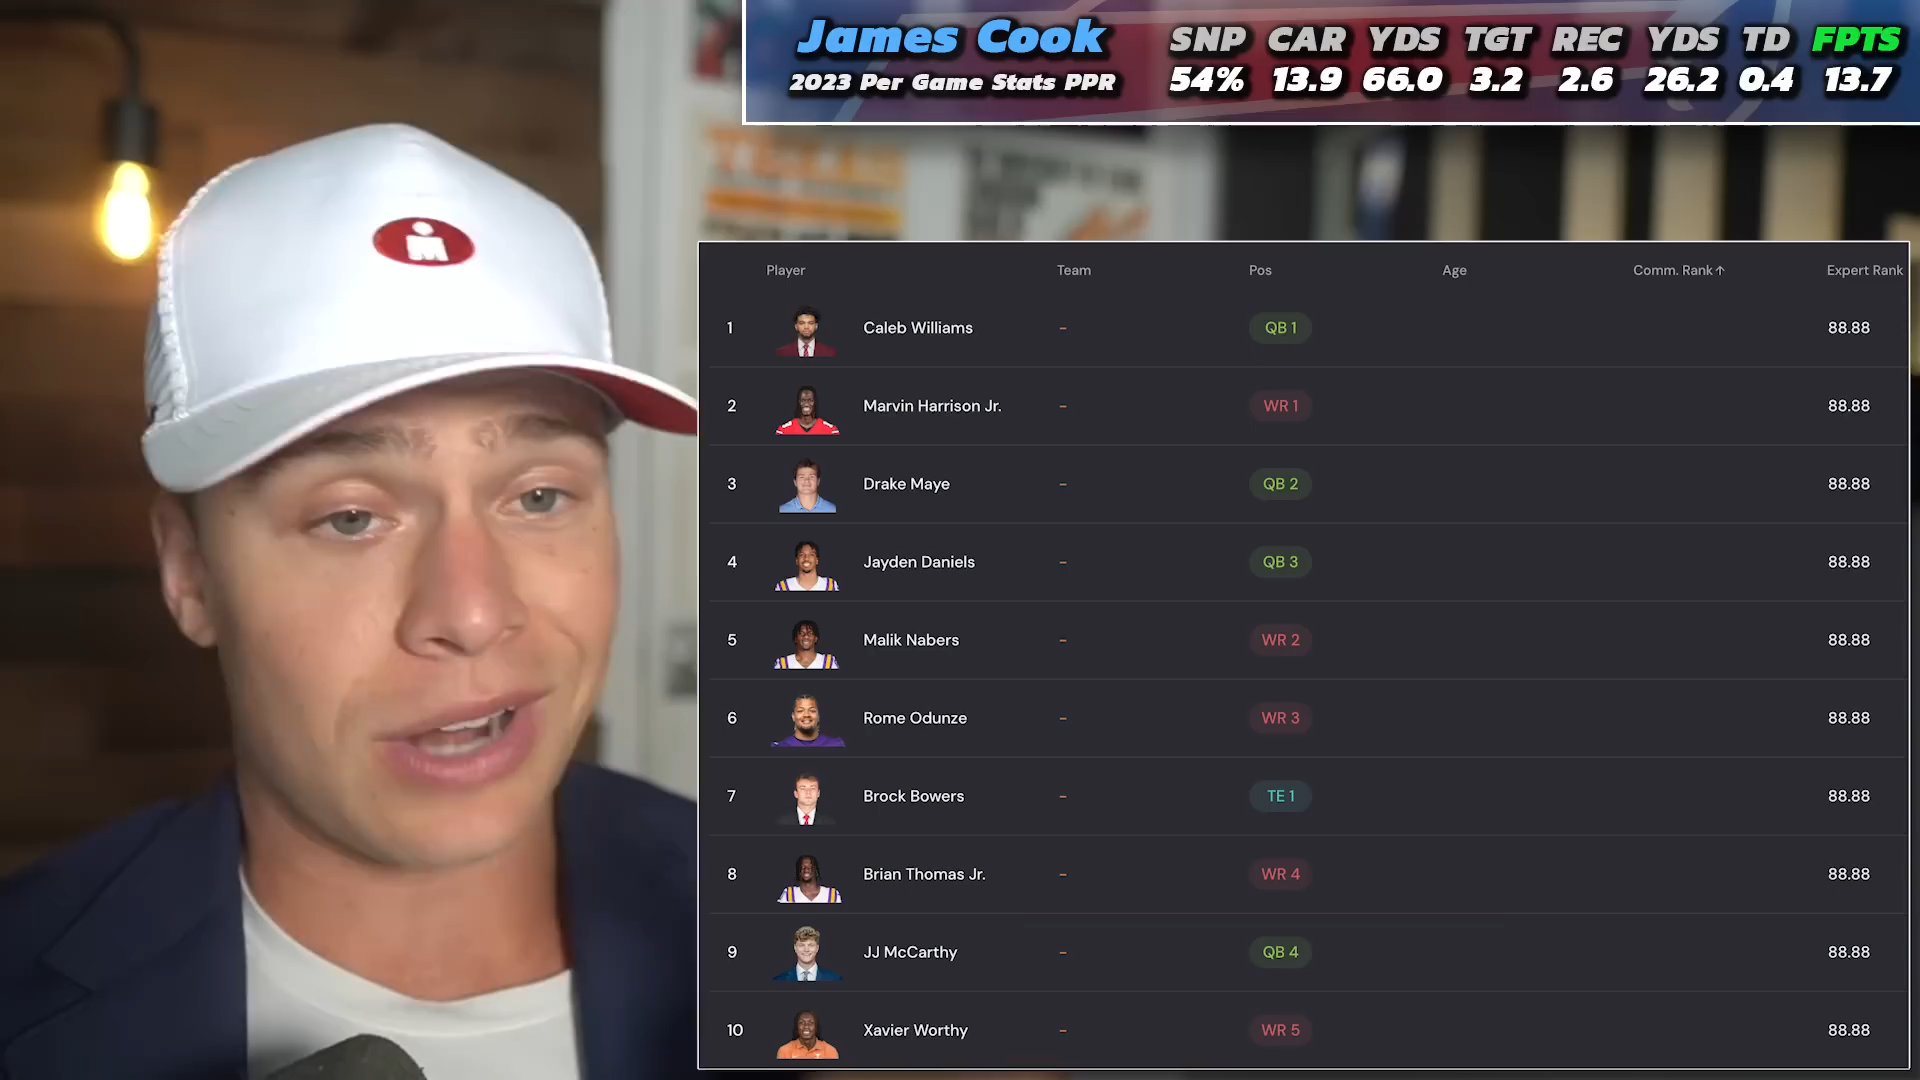 James Cook
2023 Per Game Stats PPR
SNP CAR YDS TGT REC YDS TD FPTS
54% 13.9 66.0 3.2 2.6 26.2 0.4 13.7
Player Team Pos Age Comm. Rank↑ Expert Rank
1 Caleb Williams - QB 1 88.88
2 Marvin Harrison Jr. - WR 1 88.88
3 Drake Maye - QB 2 88.88
4 Jayden Daniels - QB 3 88.88
5 Malik Nabers - WR 2 88.88
6 Rome Odunze - WR 3 88.88
7 Brock Bowers - TE 1 88.88
8 Brian Thomas Jr. - WR 4 88.88
9 JJ McCarthy - QB 4 88.88
10 Xavier Worthy - WR 5 88.88